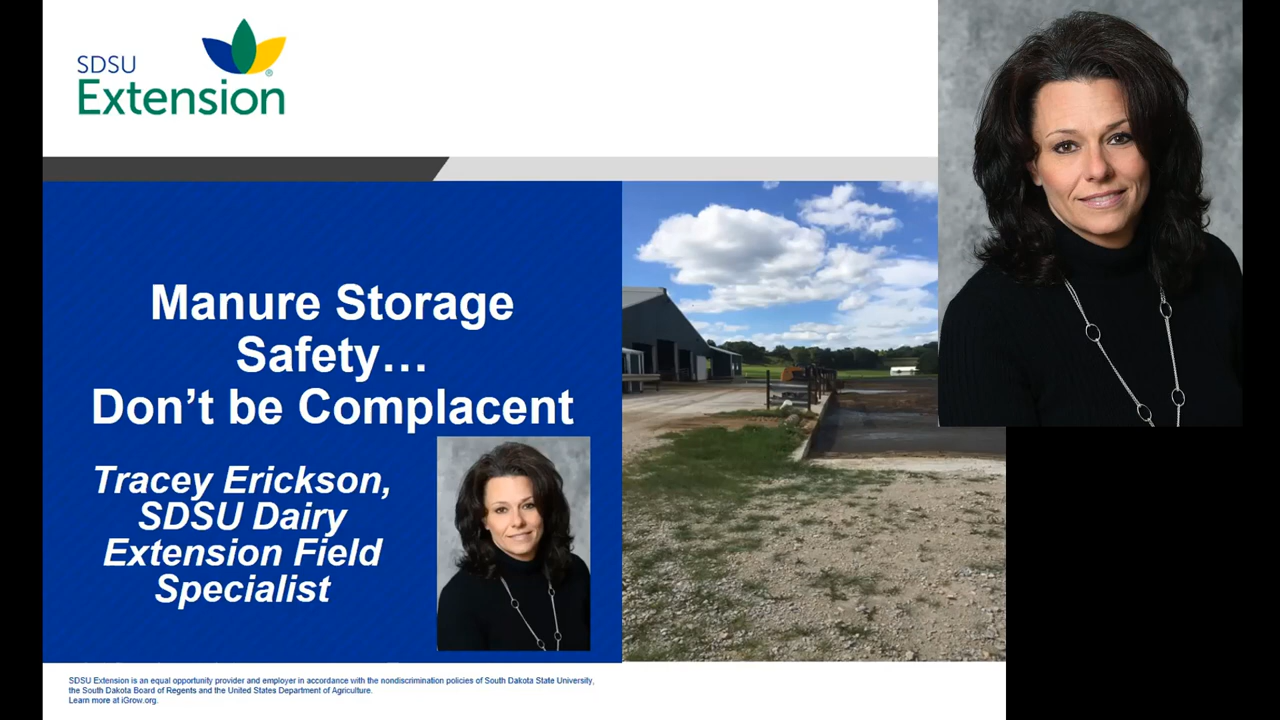 SDSU
Extension
®
Manure Storage
Safety…
Don’t be Complacent
Tracey Erickson,
SDSU Dairy
Extension Field
Specialist
SDSU Extension is an equal opportunity provider and employer in accordance with the nondiscrimination policies of South Dakota State University,
the South Dakota Board of Regents and the United States Department of Agriculture.
Learn more at iGrow.org.